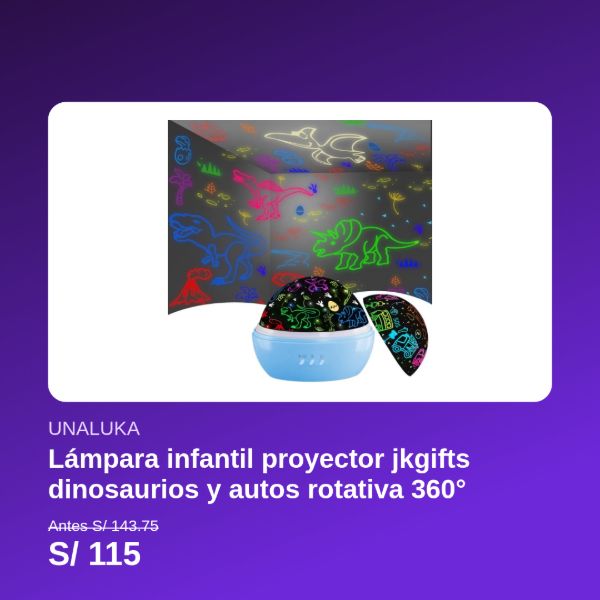 UNALUKA
Lámpara infantil proyector jkgifts
dinosaurios y autos rotativa 360°
Antes S/ 143.75
S/ 115